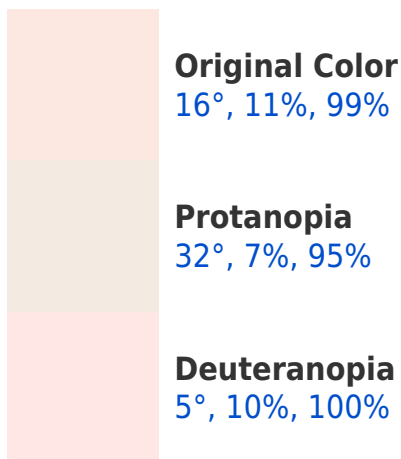 Original Color
16°, 11%, 99%
Protanopia
32°, 7%, 95%
Deuteranopia
5°, 10%, 100%